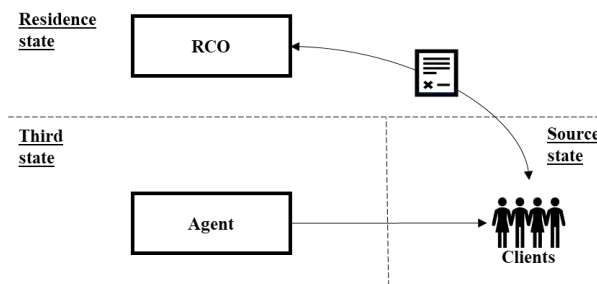 Residence
state
RCO
Third
state
Source
state
Agent
Clients